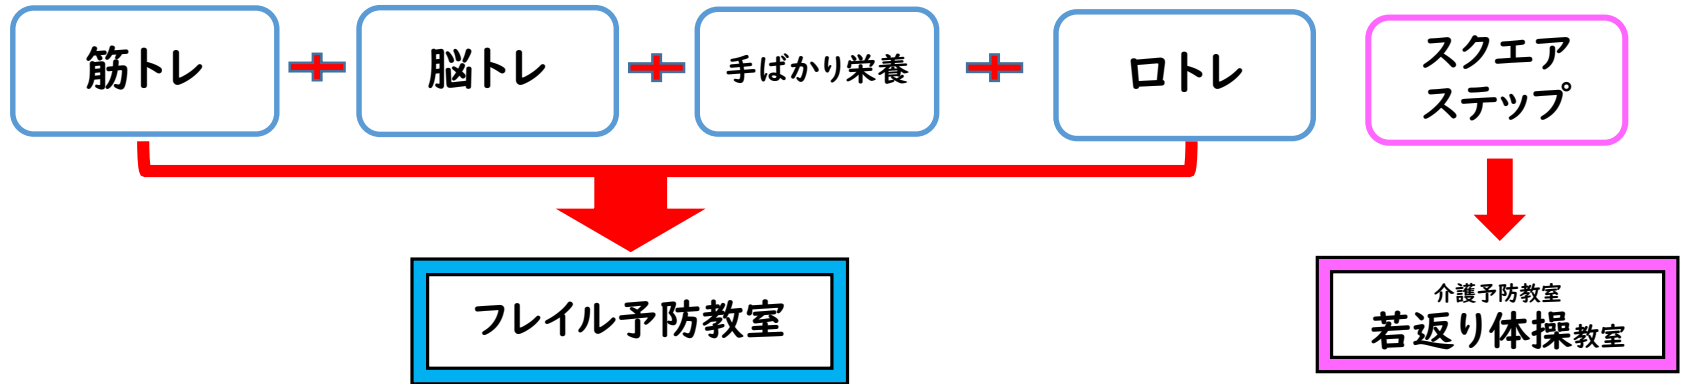 筋トレ
脳トレ
手ばかり栄養
口トレ
スクエア
ステップ
フレイル予防教室
介護予防教室
若返り体操教室